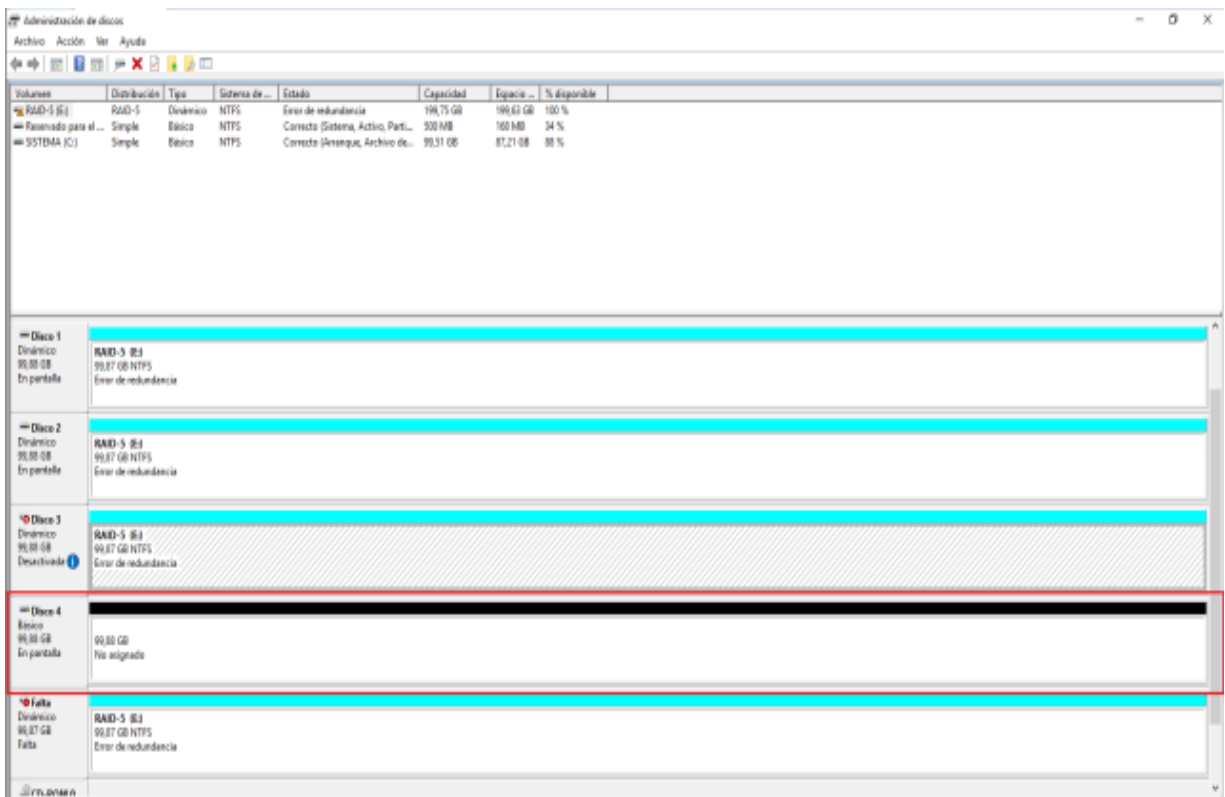 Administración de discos
Archivo Acción Ver Ayuda
Volumen Distribución Tipo Sistema de ... Estado Capacidad Espacio ... % disponible
RAID-5 (E:) RAID-5 Dinámico NTFS Error de redundancia 199,75 GB 199,63 GB 100 %
Reservado para el ... Simple Básico NTFS Correcto (Sistema, Activo, Parti... 500 MB 160 MB 34 %
SISTEMA (C:) Simple Básico NTFS Correcto (Arranque, Archivo de... 99,51 GB 87,21 GB 88 %
Disco 1
Dinámico
99,88 GB
En pantalla
RAID-5 (E:)
99,87 GB NTFS
Error de redundancia
Disco 2
Dinámico
99,88 GB
En pantalla
RAID-5 (E:)
99,87 GB NTFS
Error de redundancia
Disco 3
Dinámico
99,88 GB
Desactivada
RAID-5 (E:)
99,87 GB NTFS
Error de redundancia
Disco 4
Básico
99,88 GB
En pantalla
99,88 GB
No asignado
Falta
Dinámico
99,87 GB
Falta
RAID-5 (E:)
99,87 GB NTFS
Error de redundancia